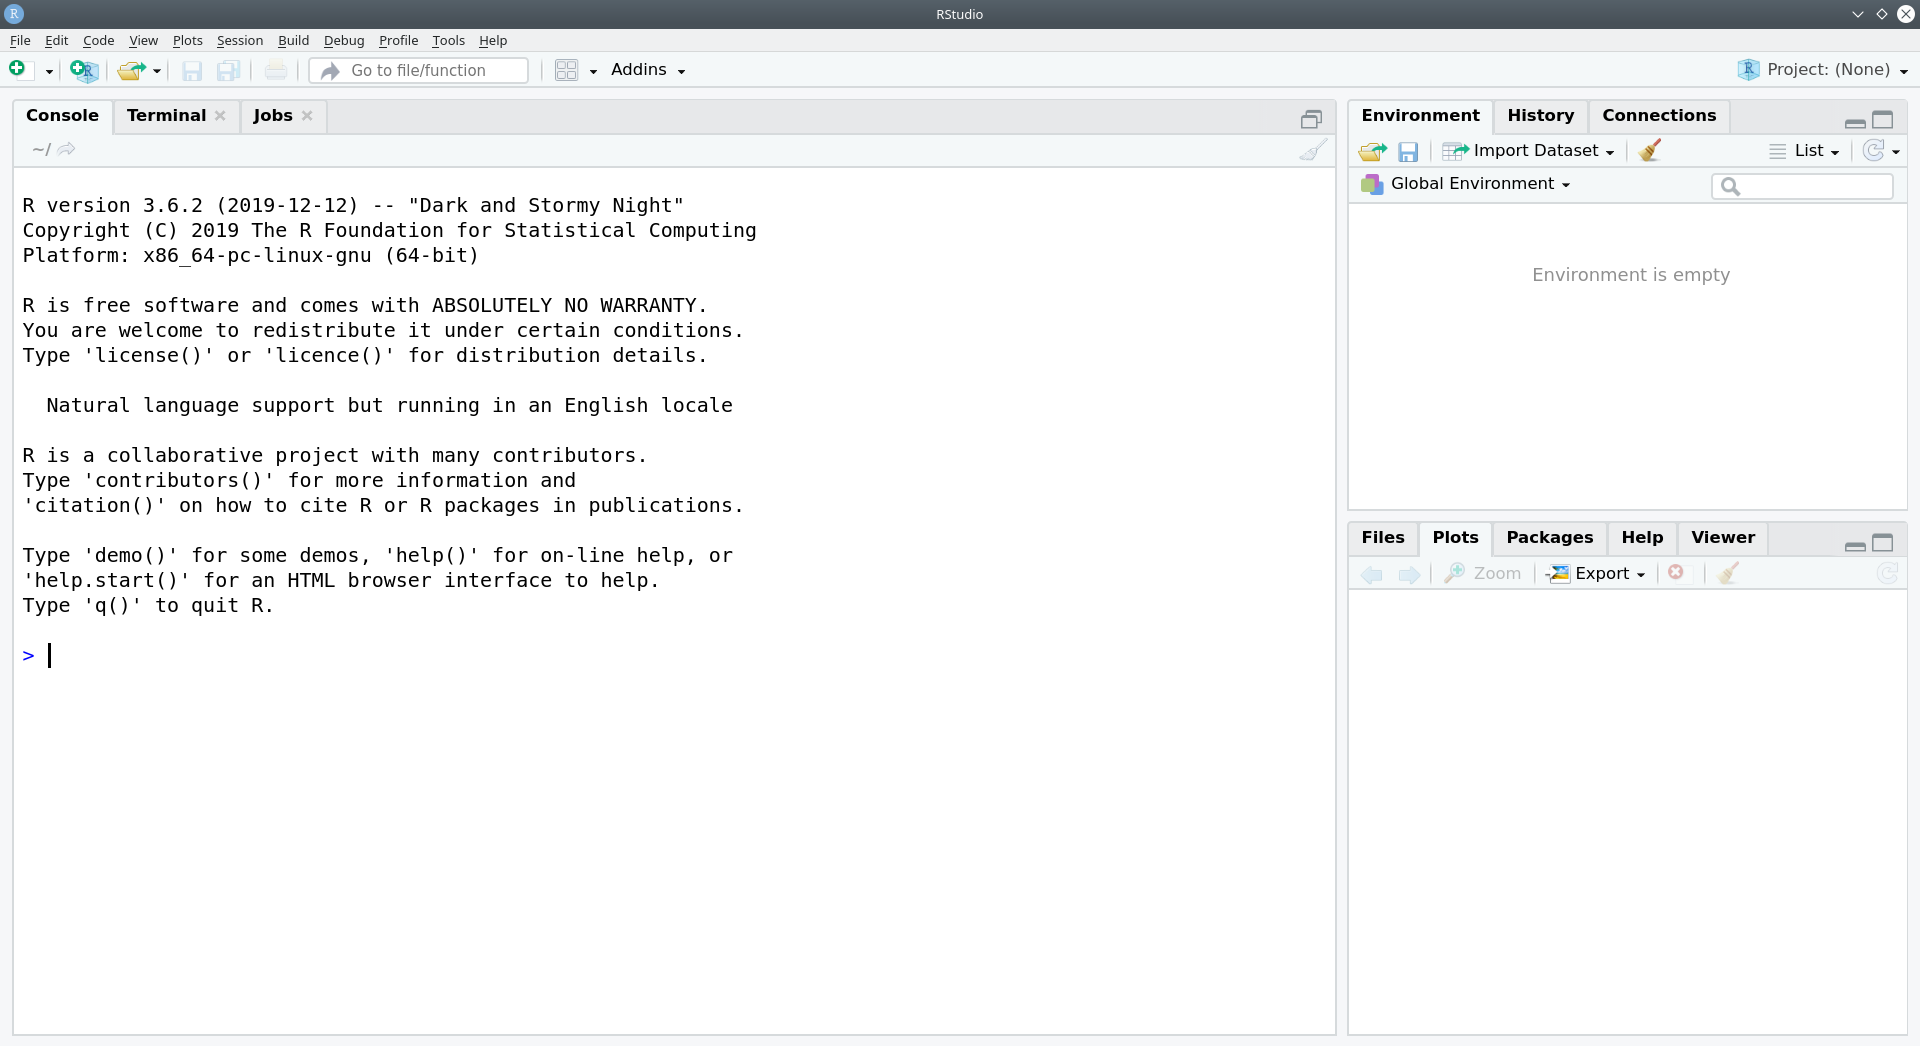 RStudio
File Edit Code View Plots Session Build Debug Profile Tools Help
Go to file/function Addins Project: (None)
Console Terminal Jobs
~/
R version 3.6.2 (2019-12-12) -- "Dark and Stormy Night"
Copyright (C) 2019 The R Foundation for Statistical Computing
Platform: x86_64-pc-linux-gnu (64-bit)
R is free software and comes with ABSOLUTELY NO WARRANTY.
You are welcome to redistribute it under certain conditions.
Type 'license()' or 'licence()' for distribution details.
Natural language support but running in an English locale
R is a collaborative project with many contributors.
Type 'contributors()' for more information and
'citation()' on how to cite R or R packages in publications.
Type 'demo()' for some demos, 'help()' for on-line help, or
'help.start()' for an HTML browser interface to help.
Type 'q()' to quit R.
>
Environment History Connections
Import Dataset List
Global Environment
Environment is empty
Files Plots Packages Help Viewer
Zoom Export